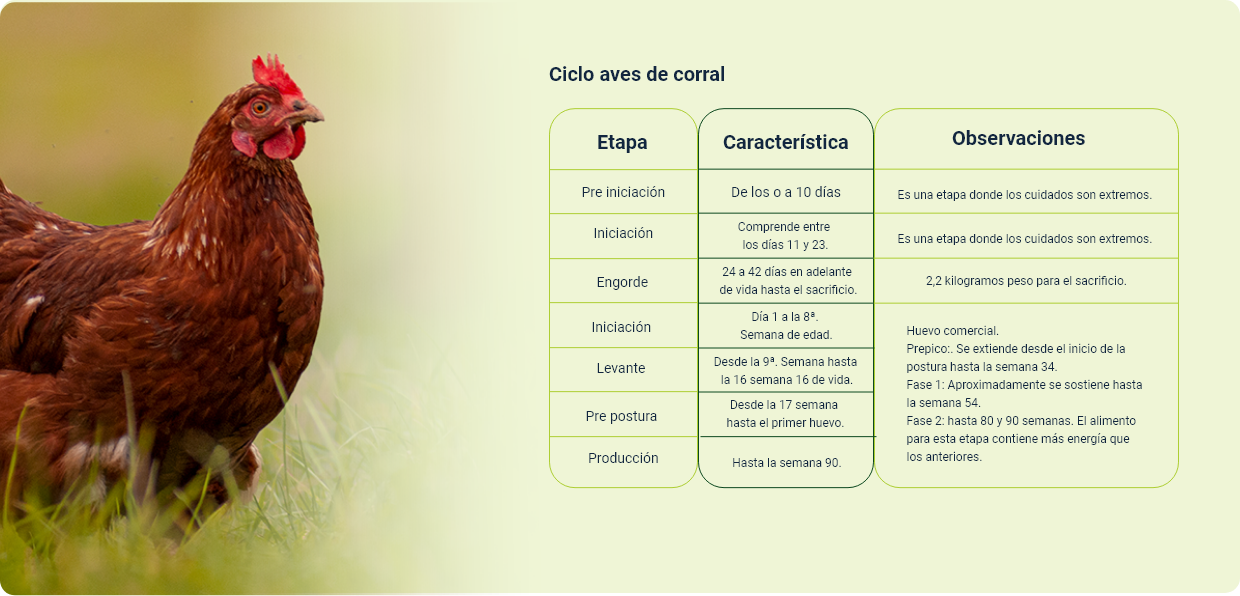 Ciclo aves de corral
Etapa
Característica
Observaciones
Pre iniciación
De los o a 10 días
Es una etapa donde los cuidados son extremos.
Iniciación
Comprende entre
los días 11 y 23.
Es una etapa donde los cuidados son extremos.
Engorde
24 a 42 días en adelante
de vida hasta el sacrificio.
2,2 kilogramos peso para el sacrificio.
Iniciación
Día 1 a la 8ª.
Semana de edad.
Levante
Desde la 9ª. Semana hasta
la 16 semana 16 de vida.
Pre postura
Desde la 17 semana
hasta el primer huevo.
Producción
Hasta la semana 90.
Huevo comercial.
Prepico:. Se extiende desde el inicio de la
postura hasta la semana 34.
Fase 1: Aproximadamente se sostiene hasta
la semana 54.
Fase 2: hasta 80 y 90 semanas. El alimento
para esta etapa contiene más energía que
los anteriores.